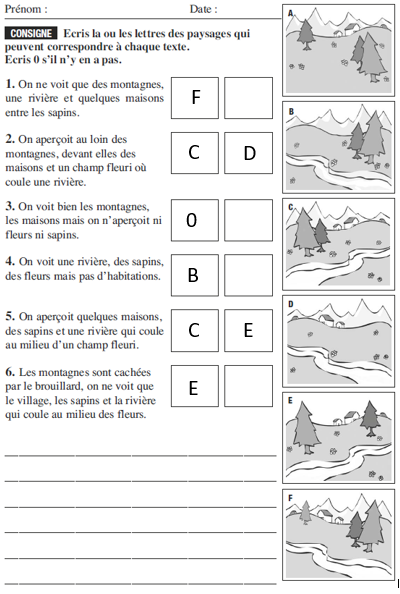 Prénom :
Date :
CONSIGNE Ecris la ou les lettres des paysages qui
peuvent correspondre à chaque texte.
Ecris 0 s'il n'y en a pas.
1. On ne voit que des montagnes,
une rivière et quelques maisons
entre les sapins.
F
2. On aperçoit au loin des
montagnes, devant elles des
maisons et un champ fleuri où
coule une rivière.
C
D
3. On voit bien les montagnes,
les maisons mais on n'aperçoit ni
fleurs ni sapins.
0
4. On voit une rivière, des sapins,
des fleurs mais pas d'habitations.
B
5. On aperçoit quelques maisons,
des sapins et une rivière qui coule
au milieu d'un champ fleuri.
C
E
6. Les montagnes sont cachées
par le brouillard, on ne voit que
le village, les sapins et la rivière
qui coule au milieu des fleurs.
E
A
B
C
D
E
F